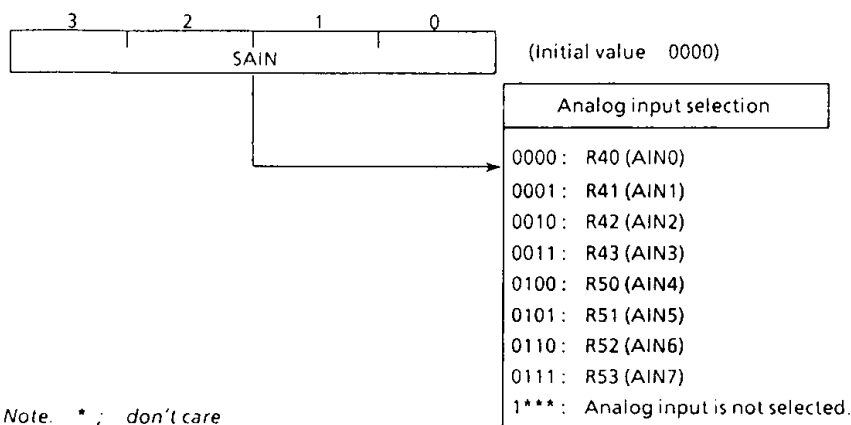 3 2 1 0
SAIN
(Initial value 0000)
Analog input selection
0000 : R40 (AIN0)
0001 : R41 (AIN1)
0010 : R42 (AIN2)
0011 : R43 (AIN3)
0100 : R50 (AIN4)
0101 : R51 (AIN5)
0110 : R52 (AIN6)
0111 : R53 (AIN7)
1*** : Analog input is not selected.
Note. * ; don't care